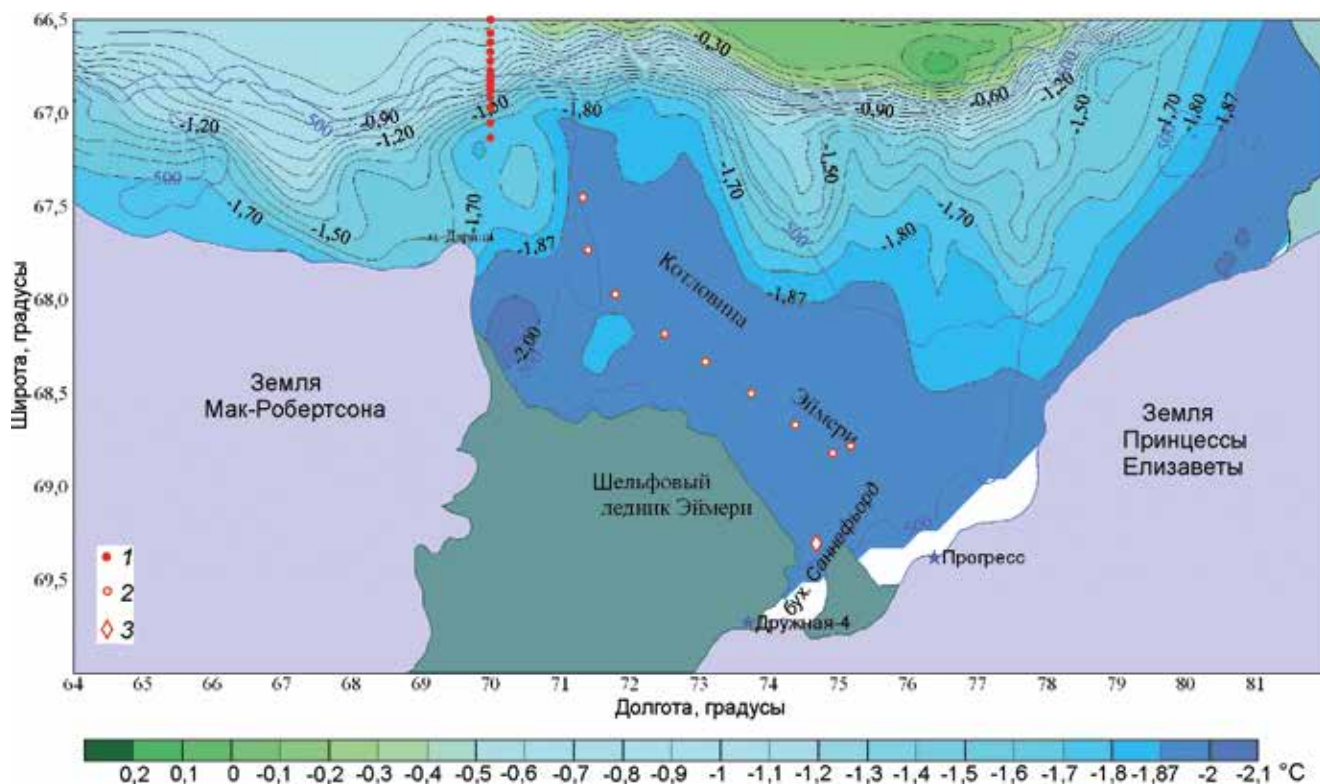 66,5
67,0
67,5
68,0
68,5
69,0
69,5
Широта, градусы
-0,30
-0,60
-0,90
-1,20
-1,50
-1,70
-1,80
-1,87
-0,90
-1,20
-1,20
-1,30
-1,80
500
500
500
500
-1,70
-1,50
-1,70
-1,87
-1,70
-1,50
-1,70
-1,80
-1,87
-2,00
Котловина
Эймери
Земля
Мак-Робертсона
Земля
Принцессы
Елизаветы
Шельфовый
ледник Эймери
бух. Саннефьорд
Прогресс
Дружная-4
1
2
3
64 65 66 67 68 69 70 71 72 73 74 75 76 77 78 79 80 81
Долгота, градусы
0,2 0,1 0 -0,1 -0,2 -0,3 -0,4 -0,5 -0,6 -0,7 -0,8 -0,9 -1 -1,1 -1,2 -1,3 -1,4 -1,5 -1,6 -1,7 -1,8 -1,87 -2 -2,1 °C